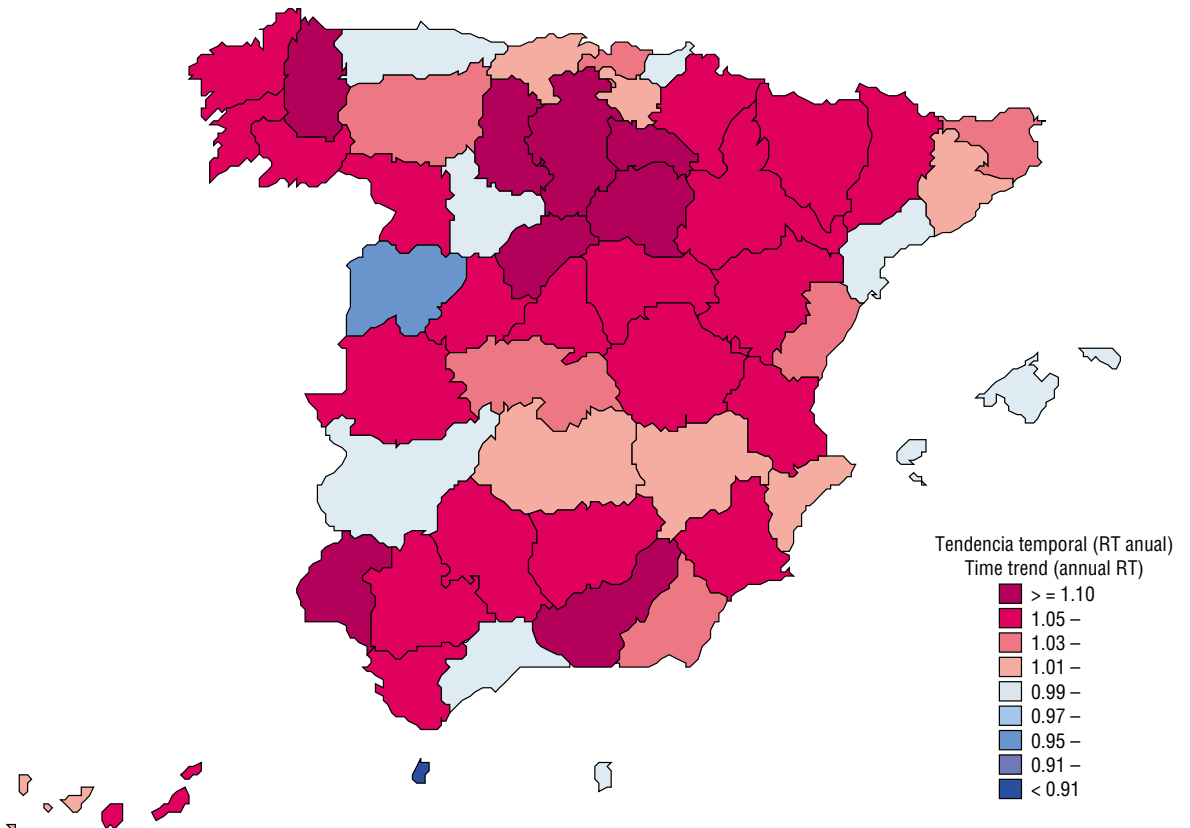 Tendencia temporal (RT anual)
Time trend (annual RT)
> = 1.10
1.05 –
1.03 –
1.01 –
0.99 –
0.97 –
0.95 –
0.91 –
< 0.91